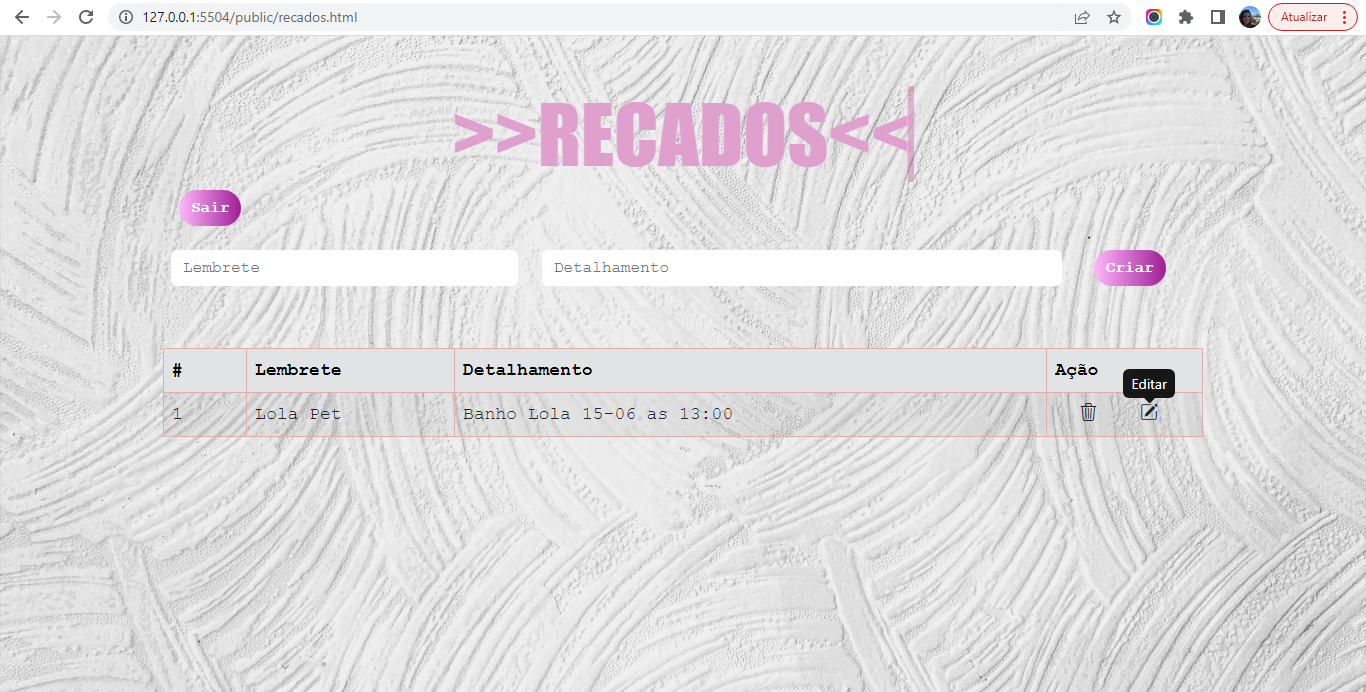 127.0.0.1:5504/public/recados.html
Atualizar
>>RECADOS<<
Sair
Lembrete
Detalhamento
Criar
# Lembrete Detalhamento Ação
Editar
1 Lola Pet Banho Lola 15-06 as 13:00